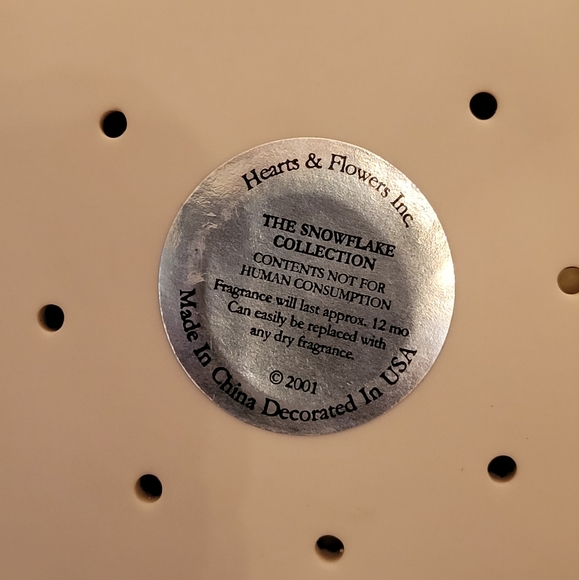 Hearts & Flowers Inc.
THE SNOWFLAKE
COLLECTION
CONTENTS NOT FOR
HUMAN CONSUMPTION
Fragrance will last approx. 12 mo
Can easily be replaced with
any dry fragrance.
© 2001
Made In China Decorated In USA